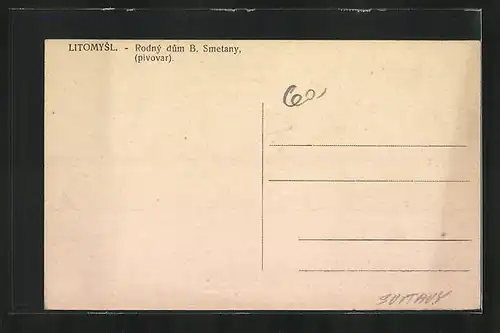 LITOMYŠL. - Rodný dům B. Smetany,
(pivovar).
60,